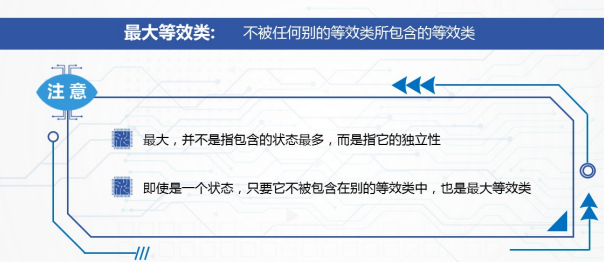 最大等效类: 不被任何别的等效类所包含的等效类
注意
最大，并不是指包含的状态最多，而是指它的独立性
即使是一个状态，只要它不被包含在别的等效类中，也是最大等效类